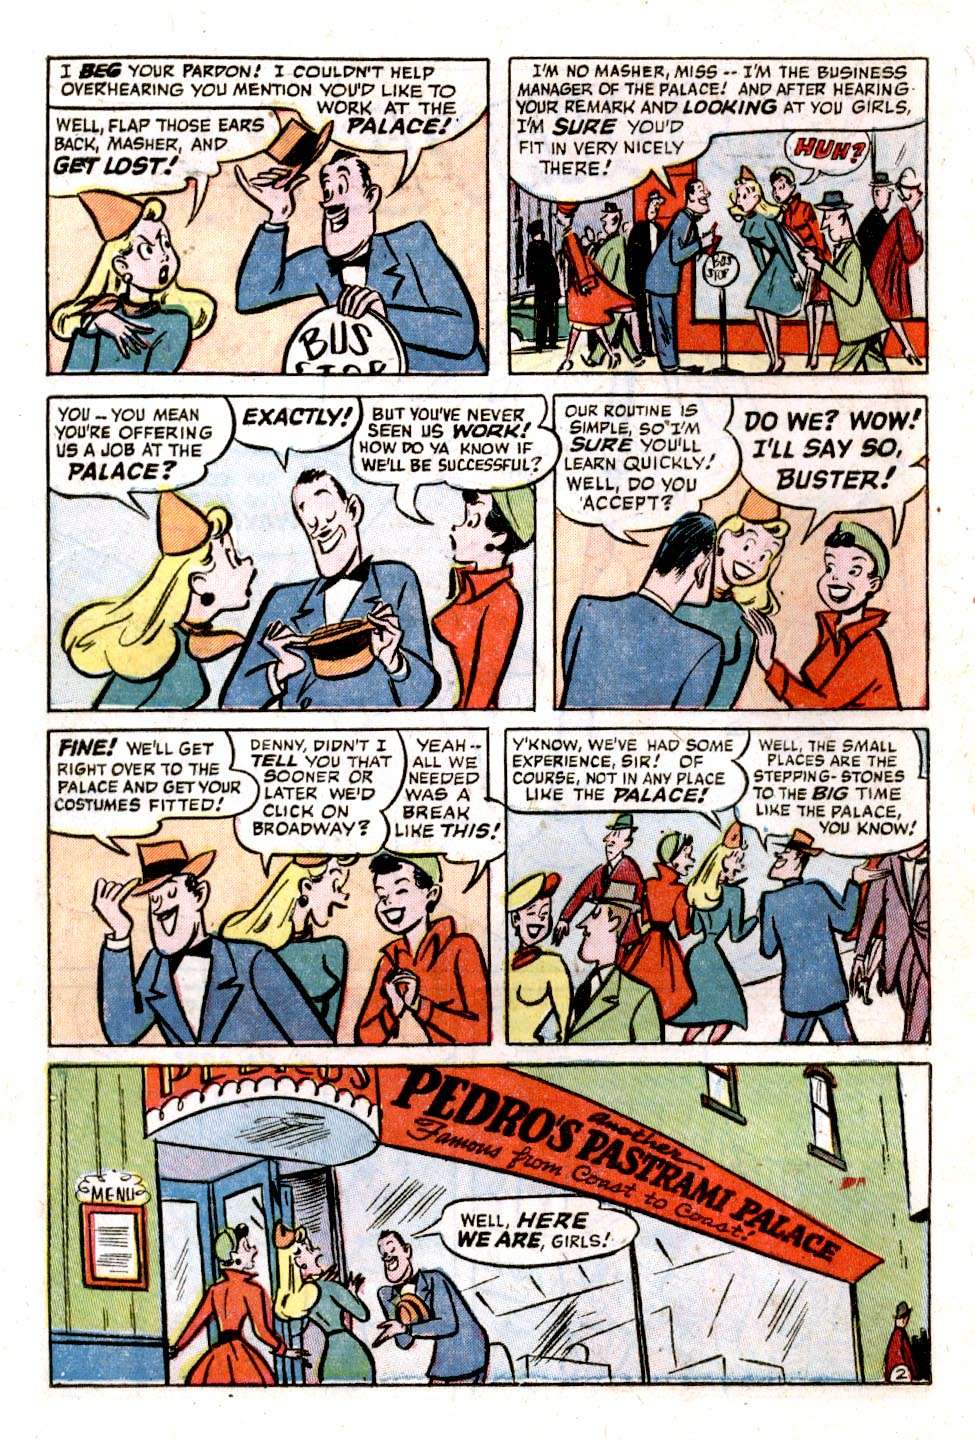 I BEG YOUR PARDON! I COULDN'T HELP
OVERHEARING YOU MENTION YOU'D LIKE TO
WORK AT THE
PALACE!
WELL, FLAP THOSE EARS
BACK, MASHER, AND
GET LOST!
BUS
STOP
I'M NO MASHER, MISS -- I'M THE BUSINESS
MANAGER OF THE PALACE! AND AFTER HEARING
YOUR REMARK AND LOOKING AT YOU GIRLS,
I'M SURE YOU'D
FIT IN VERY NICELY
THERE!
HUH?
BUS
STOP
YOU -- YOU MEAN
YOU'RE OFFERING
US A JOB AT THE
PALACE?
EXACTLY!
BUT YOU'VE NEVER
SEEN US WORK!
HOW DO YA KNOW IF
WE'LL BE SUCCESSFUL?
OUR ROUTINE IS
SIMPLE, SO I'M
SURE YOU'LL
LEARN QUICKLY!
WELL, DO YOU
ACCEPT?
DO WE? WOW!
I'LL SAY SO,
BUSTER!
FINE! WE'LL GET
RIGHT OVER TO THE
PALACE AND GET YOUR
COSTUMES FITTED!
DENNY, DIDN'T I
TELL YOU THAT
SOONER OR
LATER WE'D
CLICK ON
BROADWAY?
YEAH --
ALL WE
NEEDED
WAS A
BREAK
LIKE THIS!
Y'KNOW, WE'VE HAD SOME
EXPERIENCE, SIR! OF
COURSE, NOT IN ANY PLACE
LIKE THE PALACE!
WELL, THE SMALL
PLACES ARE THE
STEPPING-STONES
TO THE BIG TIME
LIKE THE PALACE,
YOU KNOW!
PEDRO'S
another
PEDRO'S PASTRAMI PALACE
Famous from Coast to Coast!
MENU
WELL, HERE
WE ARE, GIRLS!
2